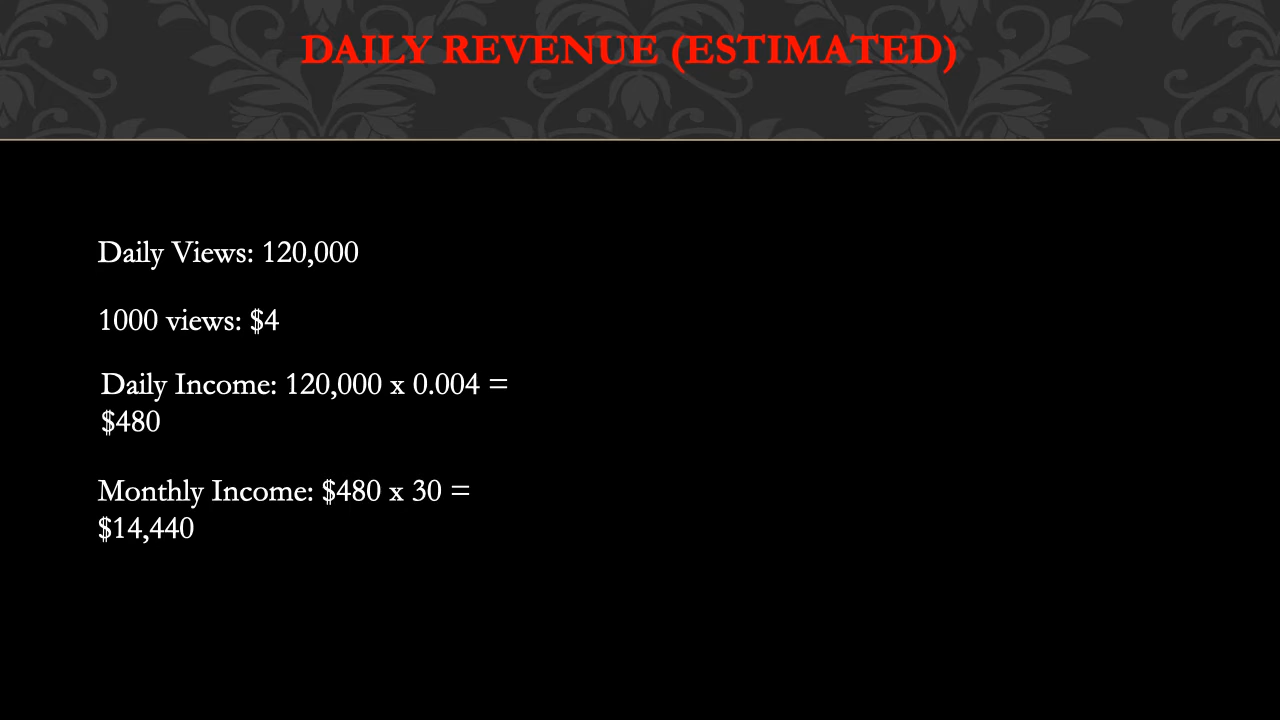 DAILY REVENUE (ESTIMATED)
Daily Views: 120,000
1000 views: $4
Daily Income: 120,000 x 0.004 =
$480
Monthly Income: $480 x 30 =
$14,440